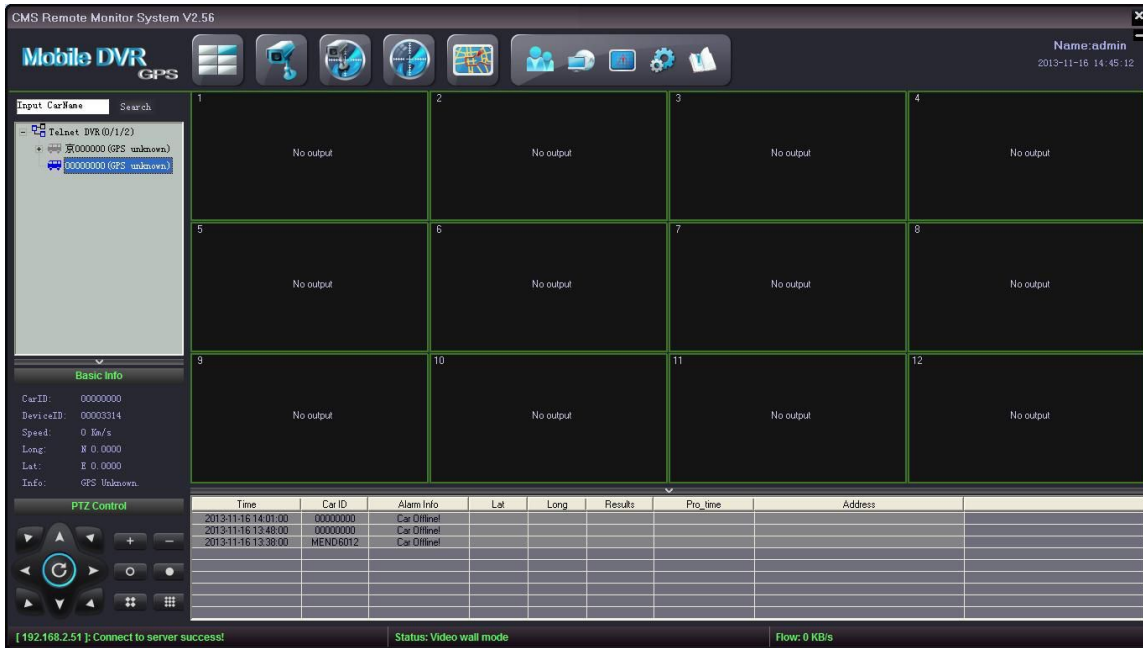 CMS Remote Monitor System V2.56
Mobile DVR
GPS
Name:admin
2013-11-16 14:45:12
Input CarName Search
Telnet DVR(0/1/2)
京000000(GPS unknown)
00000000(GPS unknown)
1 2 3 4
No output No output No output No output
5 6 7 8
No output No output No output No output
9 10 11 12
No output No output No output No output
Basic Info
CarID: 00000000
DeviceID: 00003314
Speed: 0 Km/s
Long: N 0.0000
Lat: E 0.0000
Info: GPS Unknown.
PTZ Control
Time Car ID Alarm Info Lat Long Results Pro_time Address
2013-11-16 14:01:00 00000000 Car Offline!
2013-11-16 13:48:00 00000000 Car Offline!
2013-11-16 13:38:00 MEND6012 Car Offline!
[ 192.168.2.51 ]: Connect to server success! Status: Video wall mode Flow: 0 KB/s